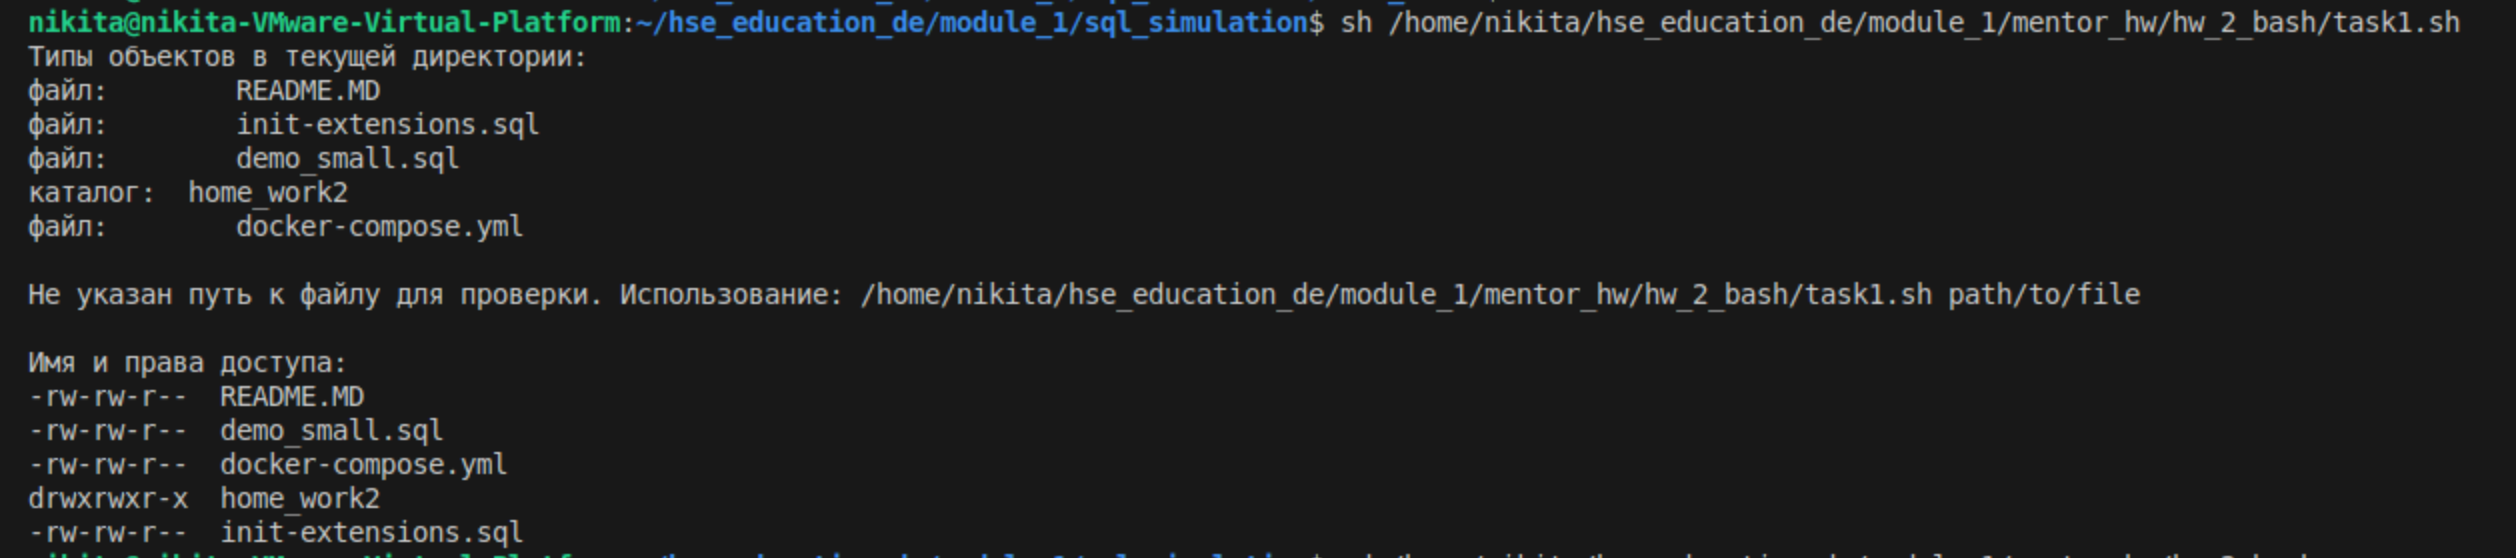 nikita@nikita-VMware-Virtual-Platform:~/hse_education_de/module_1/sql_simulation$ sh /home/nikita/hse_education_de/module_1/mentor_hw/hw_2_bash/task1.sh
Типы объектов в текущей директории:
файл:        README.MD
файл:        init-extensions.sql
файл:        demo_small.sql
каталог:  home_work2
файл:        docker-compose.yml
Не указан путь к файлу для проверки. Использование: /home/nikita/hse_education_de/module_1/mentor_hw/hw_2_bash/task1.sh path/to/file
Имя и права доступа:
-rw-rw-r--  README.MD
-rw-rw-r--  demo_small.sql
-rw-rw-r--  docker-compose.yml
drwxrwxr-x  home_work2
-rw-rw-r--  init-extensions.sql